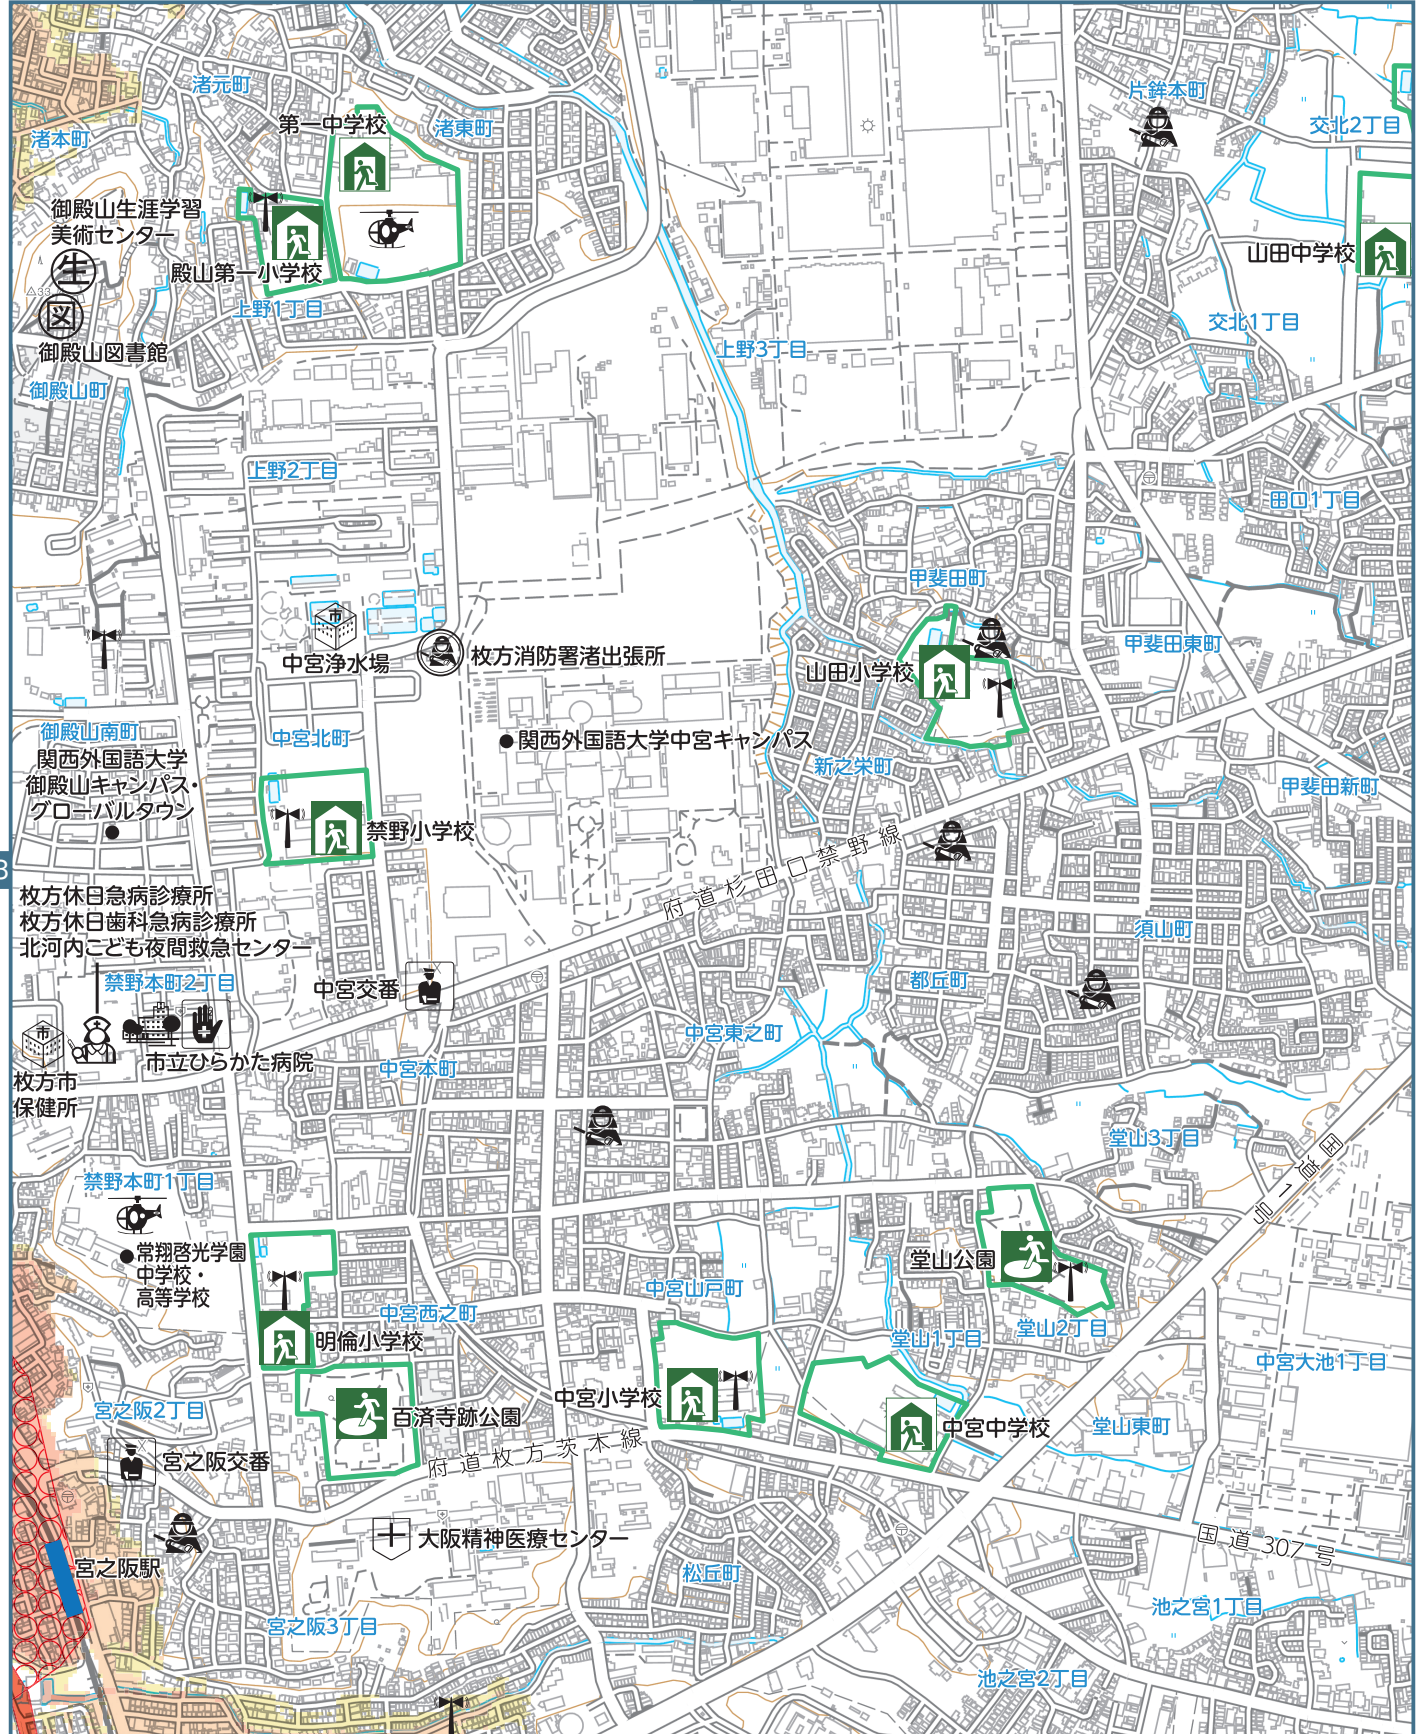 渚元町
第一中学校
渚東町
渚本町
片鉾本町
交北2丁目
御殿山生涯学習
美術センター
生
殿山第一小学校
山田中学校
△33
図
上野1丁目
交北1丁目
御殿山図書館
上野3丁目
御殿山町
上野2丁目
田口1丁目
甲斐田町
市
中宮浄水場
枚方消防署渚出張所
甲斐田東町
山田小学校
御殿山南町
中宮北町
関西外国語大学中宮キャンパス
関西外国語大学
御殿山キャンパス・
グローバルタウン
新之栄町
甲斐田新町
禁野小学校
府道杉田口禁野線
3
枚方休日急病診療所
枚方休日歯科急病診療所
北河内こども夜間救急センター
須山町
禁野本町2丁目
中宮交番
都丘町
中宮東之町
市
市立ひらかた病院
中宮本町
枚方市
保健所
堂山3丁目
国道1号
禁野本町1丁目
常翔啓光学園
中学校・
高等学校
堂山公園
中宮山戸町
中宮西之町
堂山2丁目
堂山1丁目
明倫小学校
中宮大池1丁目
中宮小学校
宮之阪2丁目
百済寺跡公園
中宮中学校
堂山東町
府道枚方茨木線
宮之阪交番
国道307号
大阪精神医療センター
宮之阪駅
松丘町
池之宮1丁目
宮之阪3丁目
池之宮2丁目